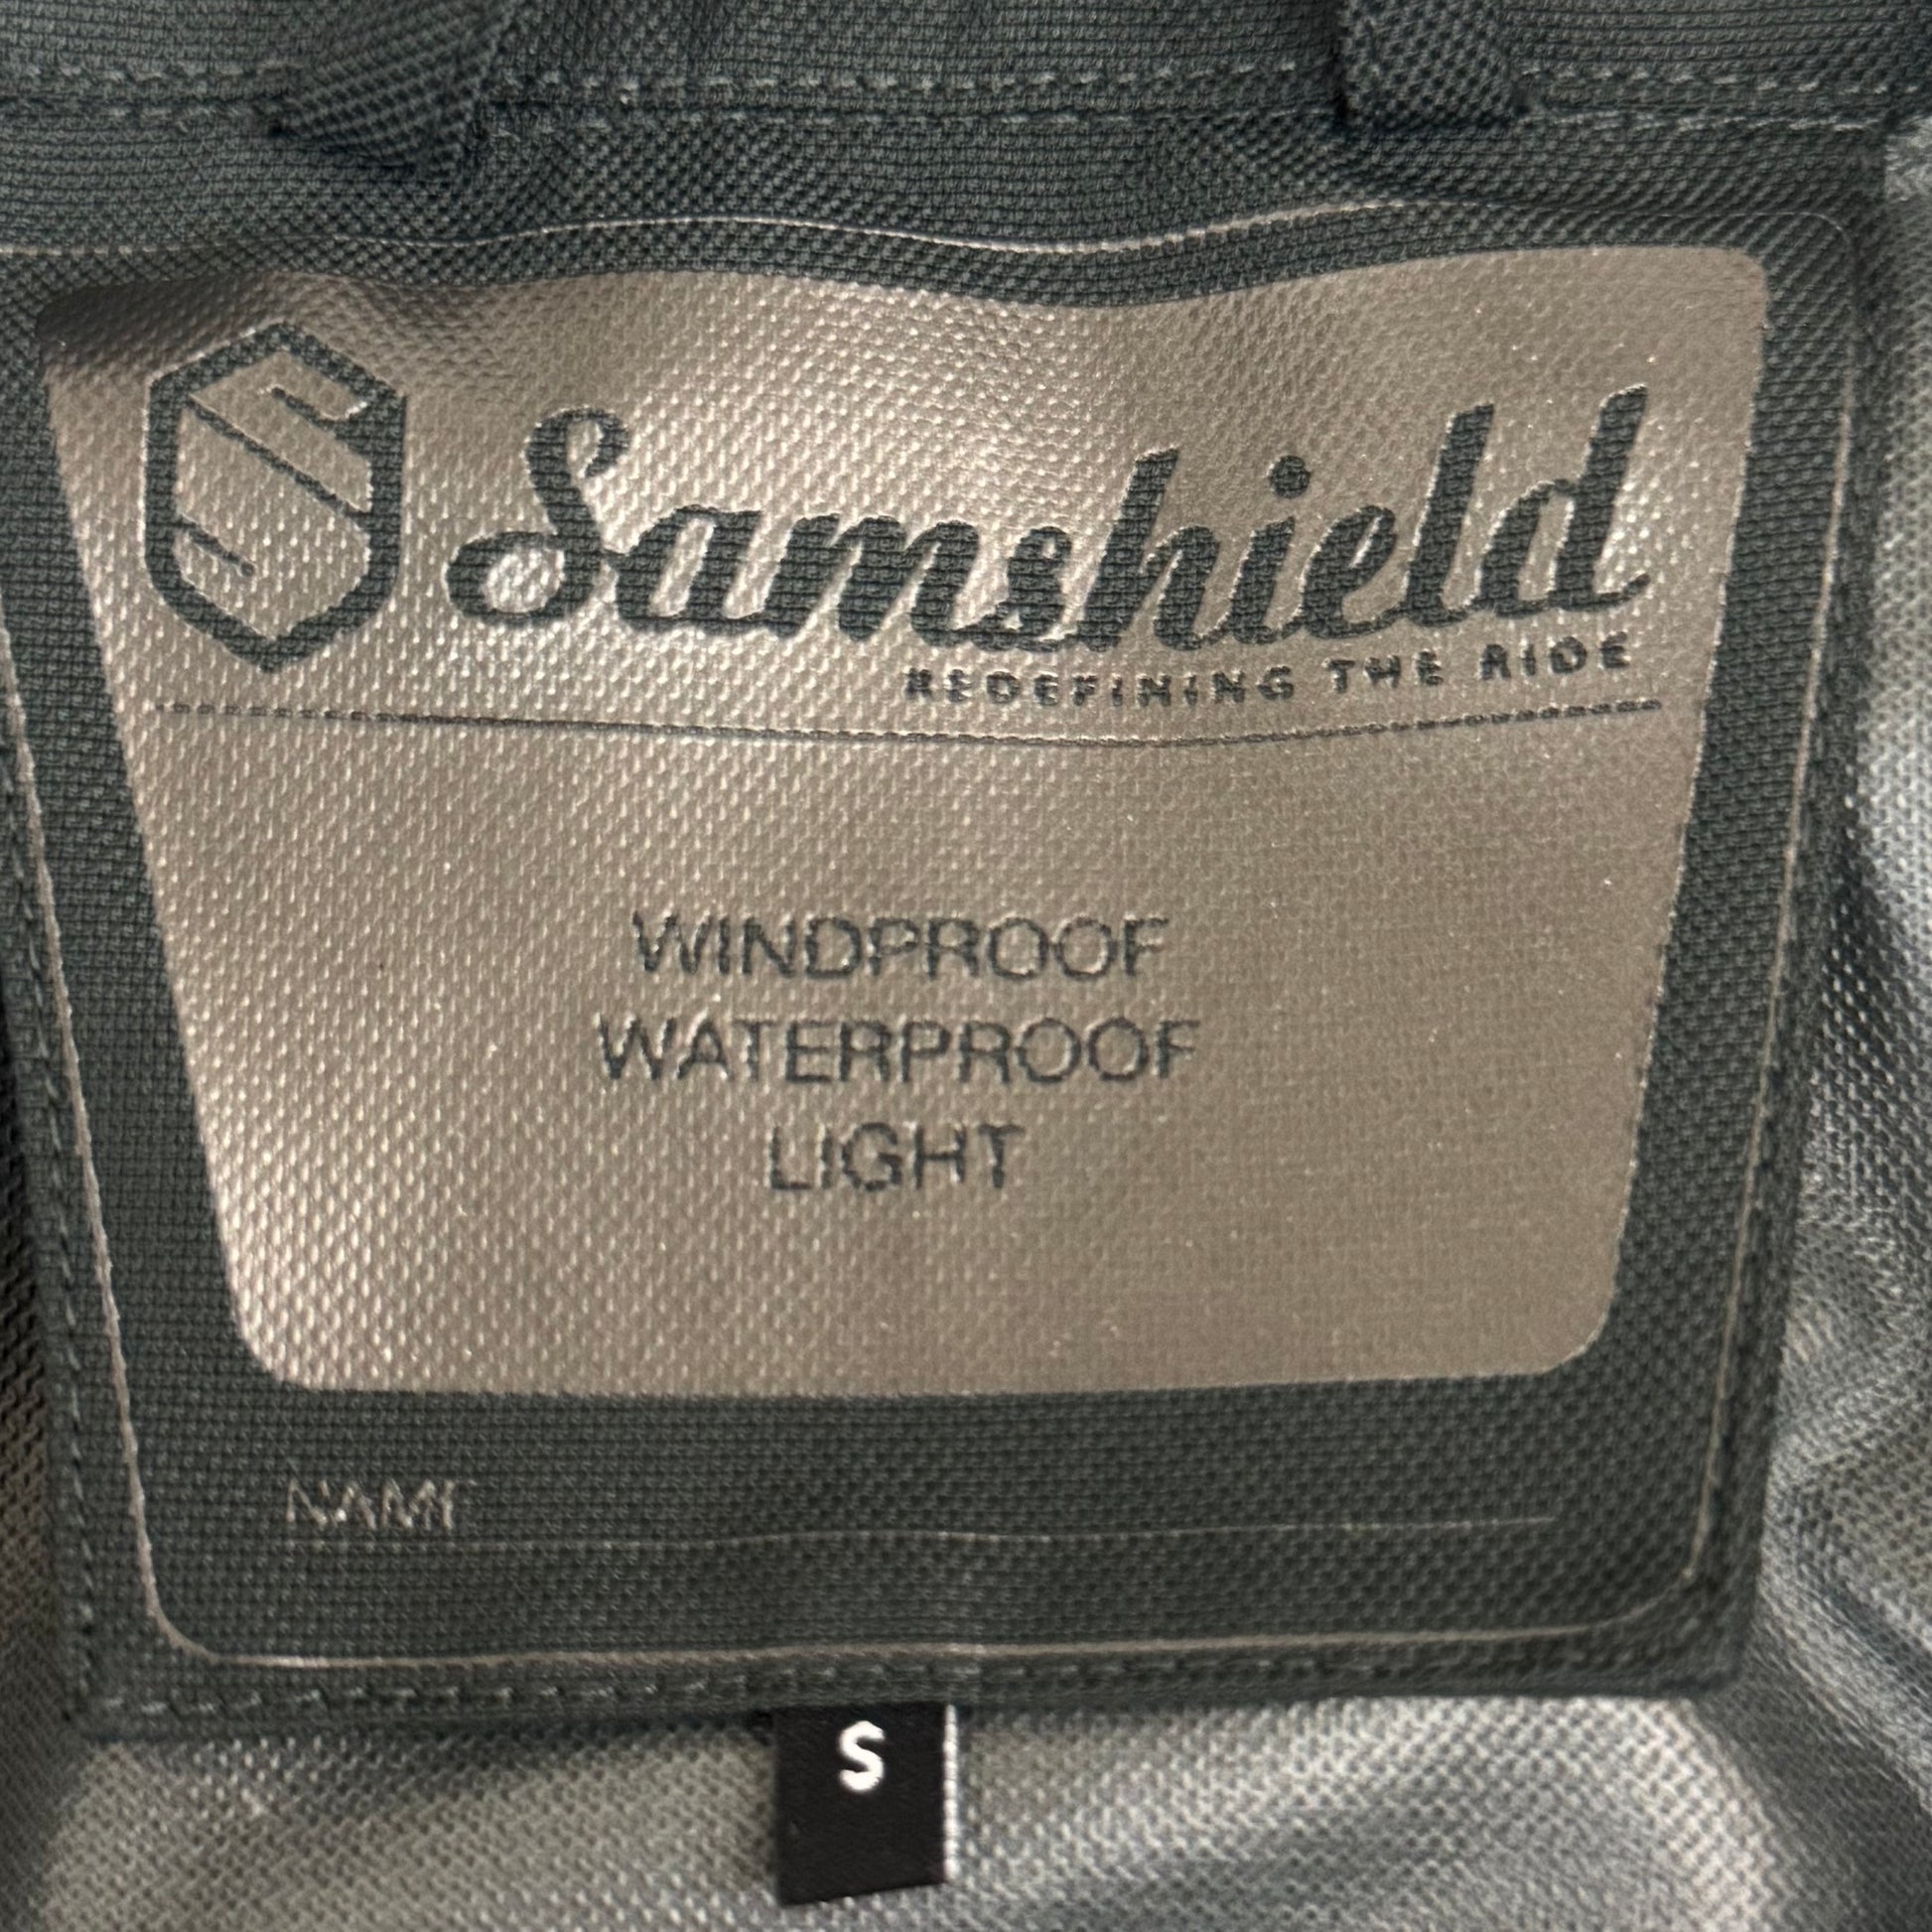 Samshield
REDEFINING THE RIDE
WINDPROOF
WATERPROOF
LIGHT
NAME
S